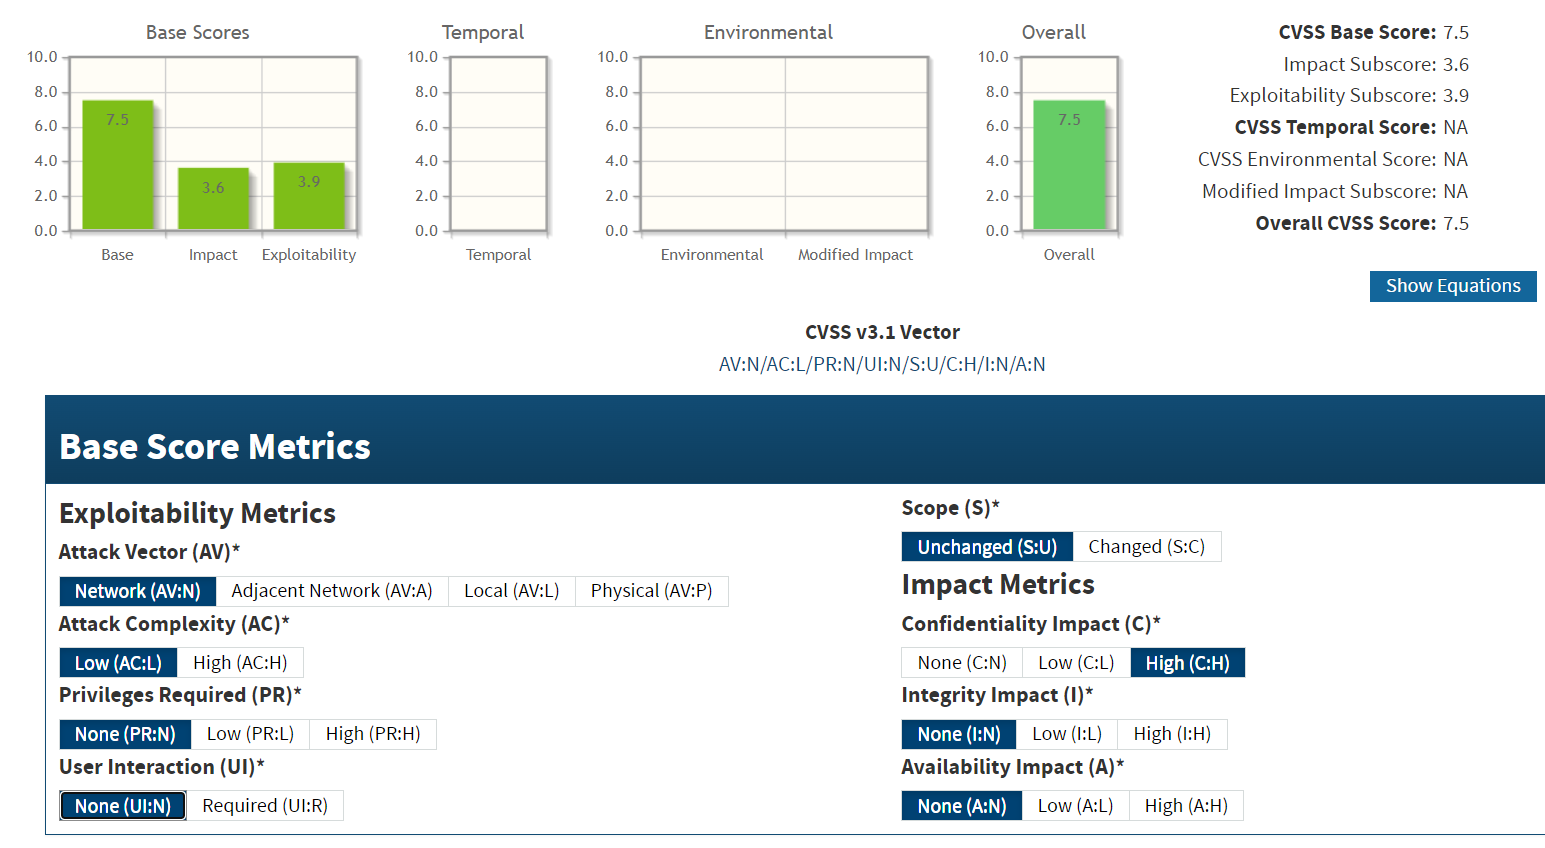 Base Scores
10.0
8.0
6.0
4.0
2.0
0.0
7.5
3.6
3.9
Base Impact Exploitability
Temporal
10.0
8.0
6.0
4.0
2.0
0.0
Temporal
Environmental
10.0
8.0
6.0
4.0
2.0
0.0
Environmental Modified Impact
Overall
10.0
8.0
6.0
4.0
2.0
0.0
7.5
Overall
CVSS Base Score: 7.5
Impact Subscore: 3.6
Exploitability Subscore: 3.9
CVSS Temporal Score: NA
CVSS Environmental Score: NA
Modified Impact Subscore: NA
Overall CVSS Score: 7.5
Show Equations
CVSS v3.1 Vector
AV:N/AC:L/PR:N/UI:N/S:U/C:H/I:N/A:N
Base Score Metrics
Exploitability Metrics
Attack Vector (AV)*
Network (AV:N) Adjacent Network (AV:A) Local (AV:L) Physical (AV:P)
Attack Complexity (AC)*
Low (AC:L) High (AC:H)
Privileges Required (PR)*
None (PR:N) Low (PR:L) High (PR:H)
User Interaction (UI)*
None (UI:N) Required (UI:R)
Scope (S)*
Unchanged (S:U) Changed (S:C)
Impact Metrics
Confidentiality Impact (C)*
None (C:N) Low (C:L) High (C:H)
Integrity Impact (I)*
None (I:N) Low (I:L) High (I:H)
Availability Impact (A)*
None (A:N) Low (A:L) High (A:H)